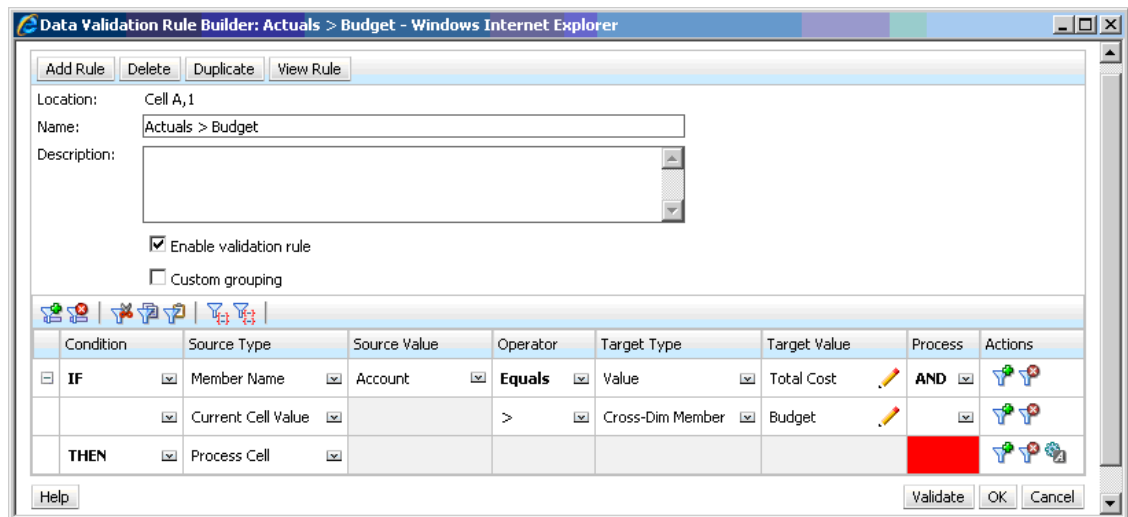 Data Validation Rule Builder: Actuals > Budget - Windows Internet Explorer
Add Rule Delete Duplicate View Rule
Location: Cell A,1
Name: Actuals > Budget
Description:
Enable validation rule
Custom grouping
Condition Source Type Source Value Operator Target Type Target Value Process Actions
IF Member Name Account Equals Value Total Cost AND
Current Cell Value > Cross-Dim Member Budget
THEN Process Cell
Help Validate OK Cancel